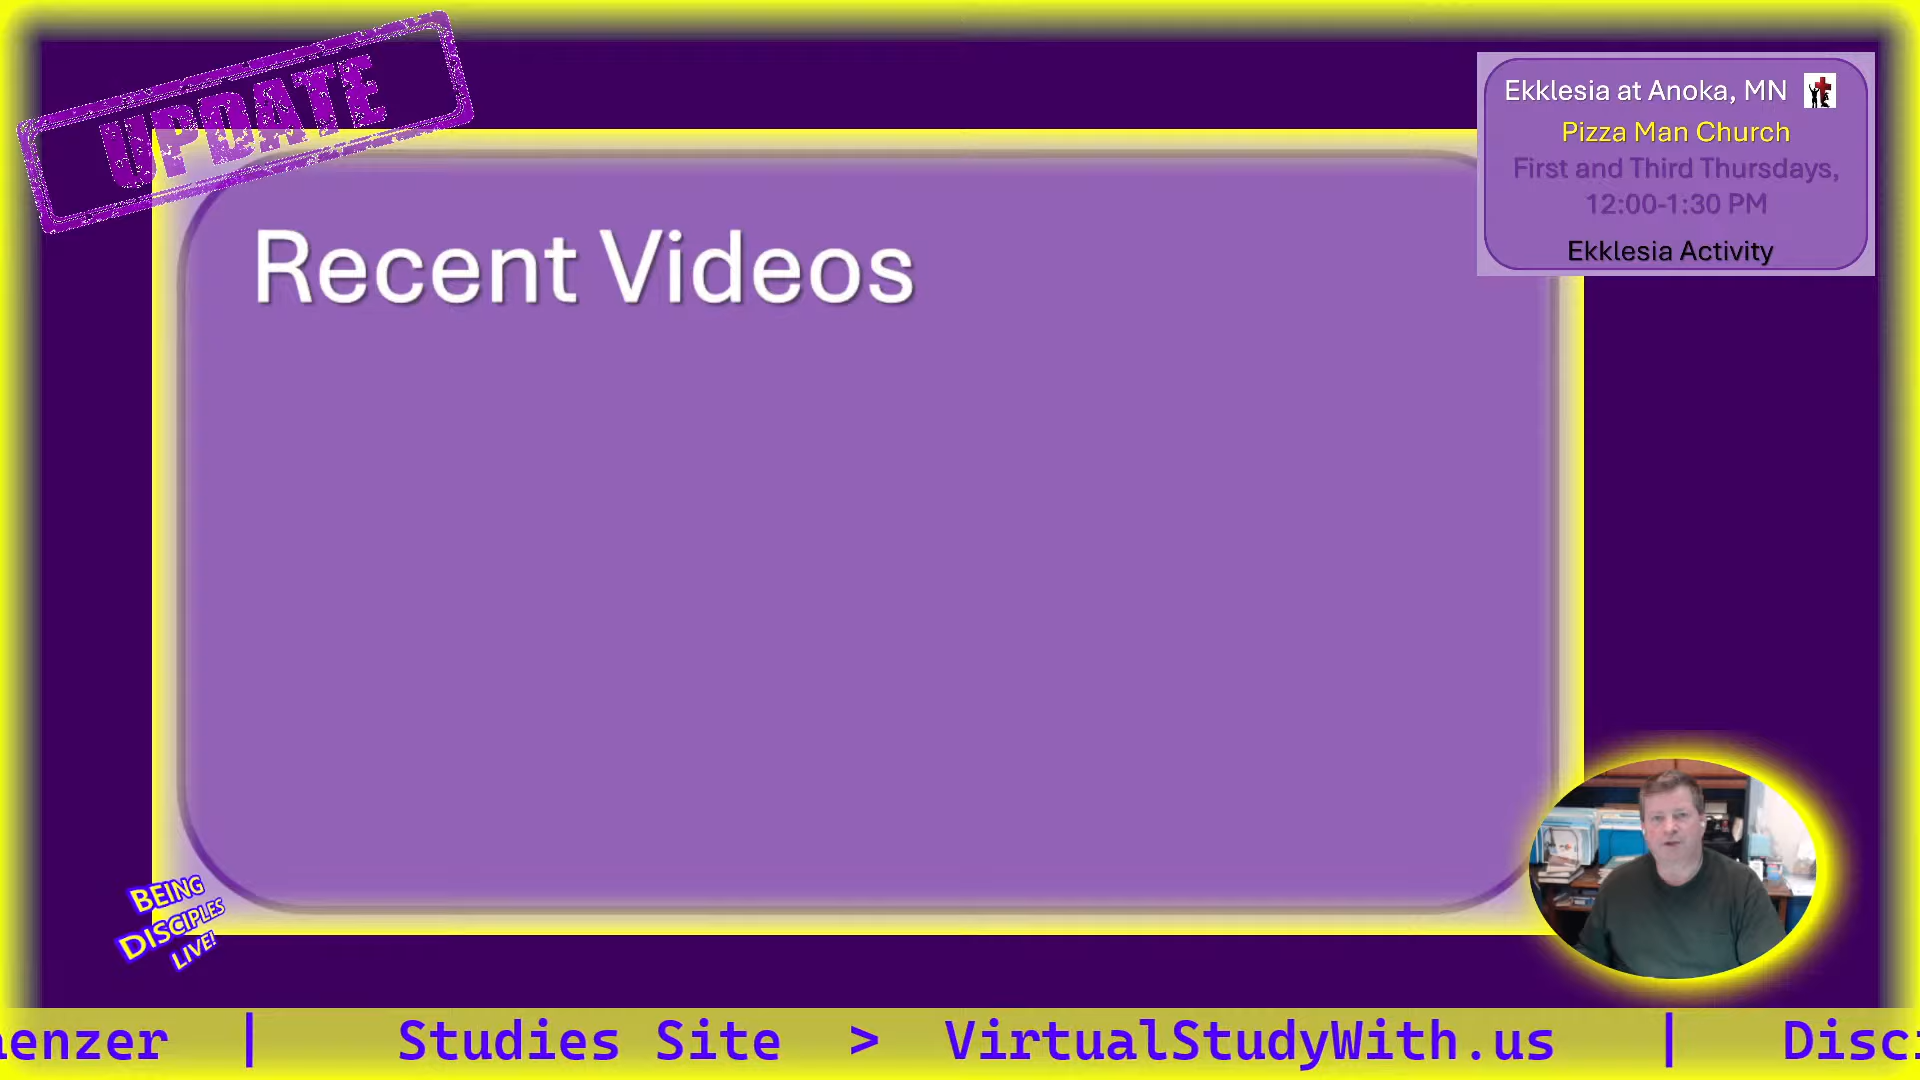 UPDATE
Ekklesia at Anoka, MN
Pizza Man Church
First and Third Thursdays,
12:00-1:30 PM
Ekklesia Activity
Recent Videos
BEING
DISCIPLES
LIVE!
enzer | Studies Site > VirtualStudyWith.us | Disci